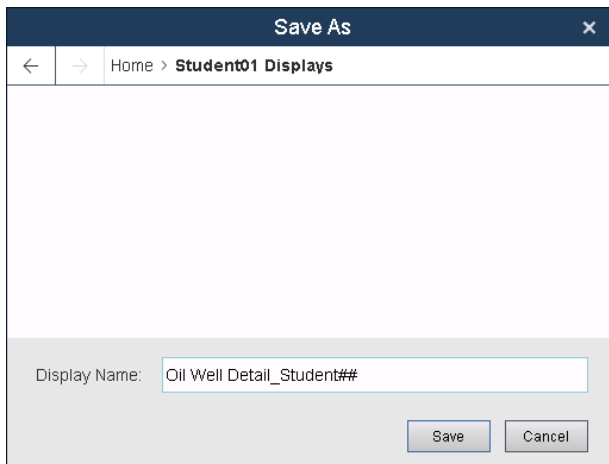 Save As
Home > Student01 Displays
Display Name: Oil Well Detail_Student##
Save Cancel